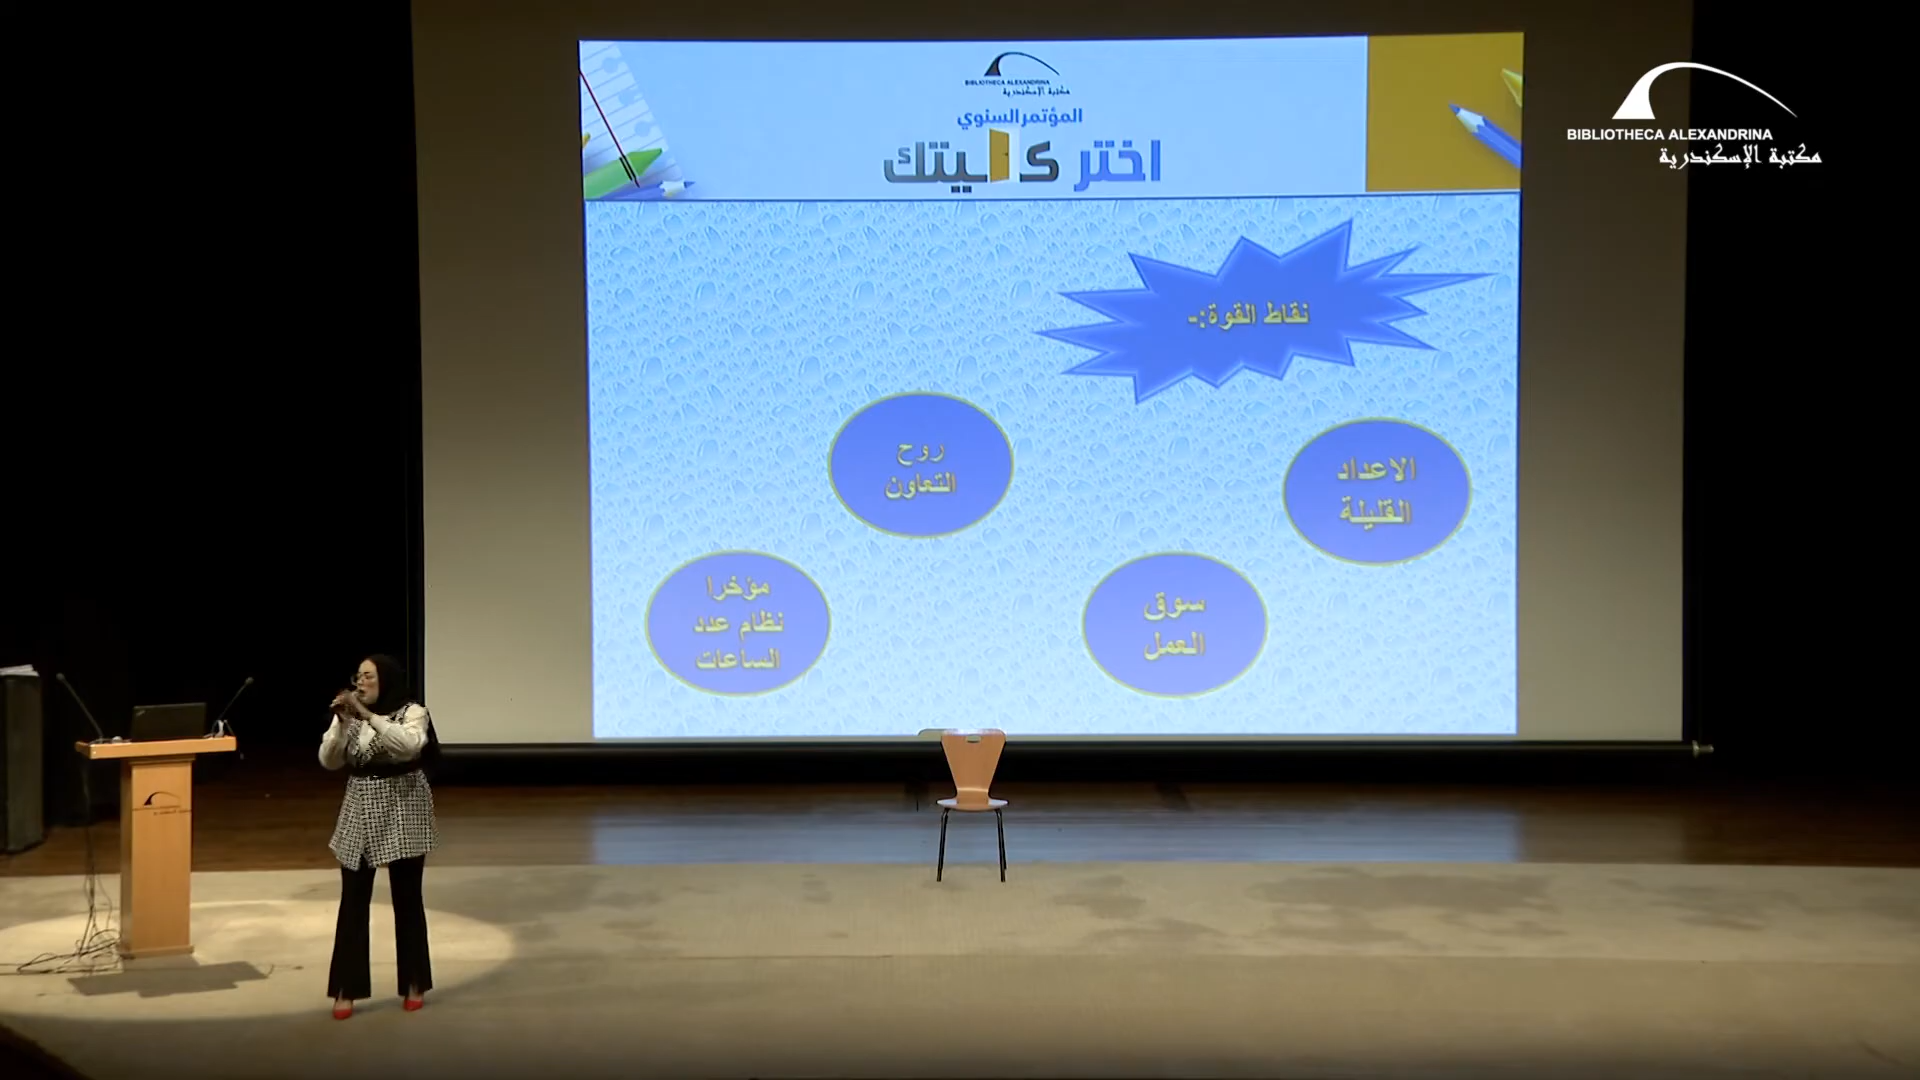 BIBLIOTHECA ALEXANDRINA
مكتبة الإسكندرية
المؤتمر السنوي
اختر كليتك
نقاط القوة:-
الاعداد
القليلة
روح
التعاون
سوق
العمل
مؤخرا
نظام عدد
الساعات
BIBLIOTHECA ALEXANDRINA
مكتبة الإسكندرية